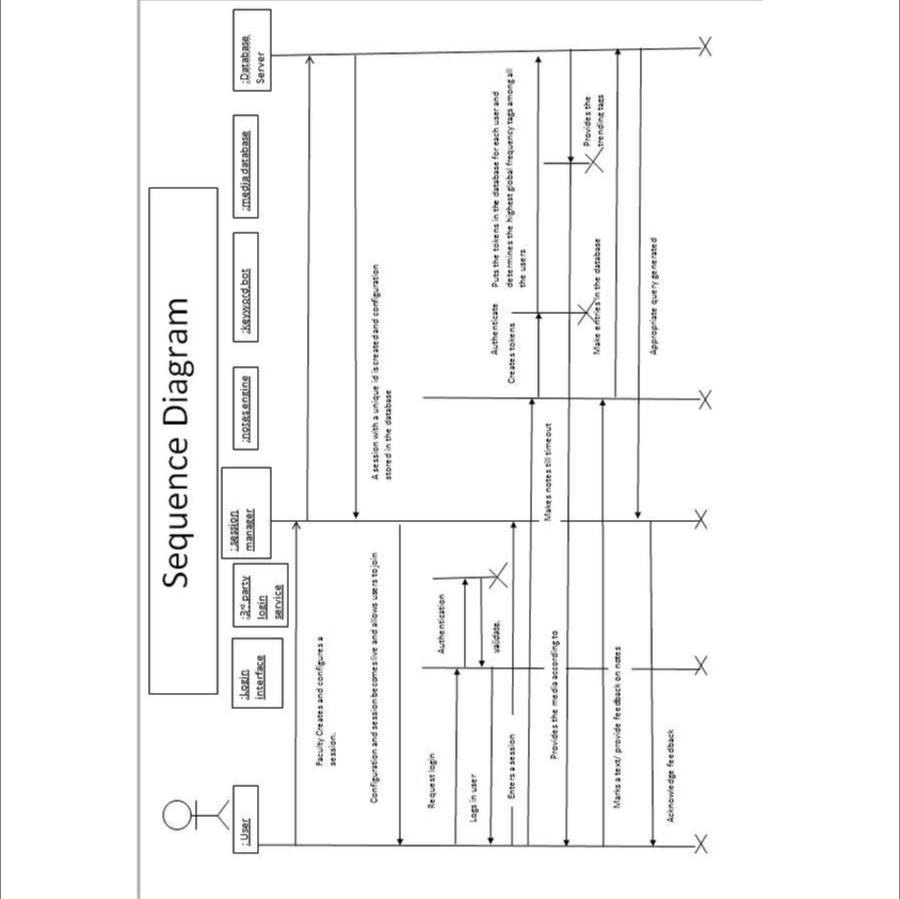 Sequence Diagram
:User
:Login
interface
:3rd party
login
service
:session
manager
:notes engine
:keyword bot
:media database
:Database
Server
Faculty Creates and configures a
session.
A session with a unique id is created and configuration
stored in the database
Configuration and session becomes live and allows users to join
Request login
Authentication
validate.
Logs in user
Enters a session
Makes notes till timeout
Authenticate
Creates tokens
Puts the tokens in the database for each user and
determines the highest global frequency tags among all
the users
Provides the
trending tags
Provides the media according to
Marks a text/ provide feedback on notes
Make entries in the database
Appropriate query generated
Acknowledge feedback